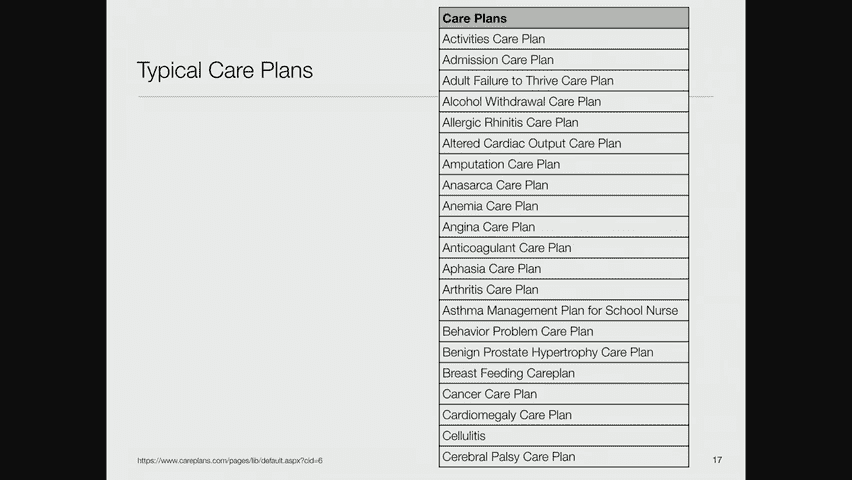 Typical Care Plans
Care Plans
Activities Care Plan
Admission Care Plan
Adult Failure to Thrive Care Plan
Alcohol Withdrawal Care Plan
Allergic Rhinitis Care Plan
Altered Cardiac Output Care Plan
Amputation Care Plan
Anasarca Care Plan
Anemia Care Plan
Angina Care Plan
Anticoagulant Care Plan
Aphasia Care Plan
Arthritis Care Plan
Asthma Management Plan for School Nurse
Behavior Problem Care Plan
Benign Prostate Hypertrophy Care Plan
Breast Feeding Careplan
Cancer Care Plan
Cardiomegaly Care Plan
Cellulitis
Cerebral Palsy Care Plan
https://www.careplans.com/pages/lib/default.aspx?cid=6
17